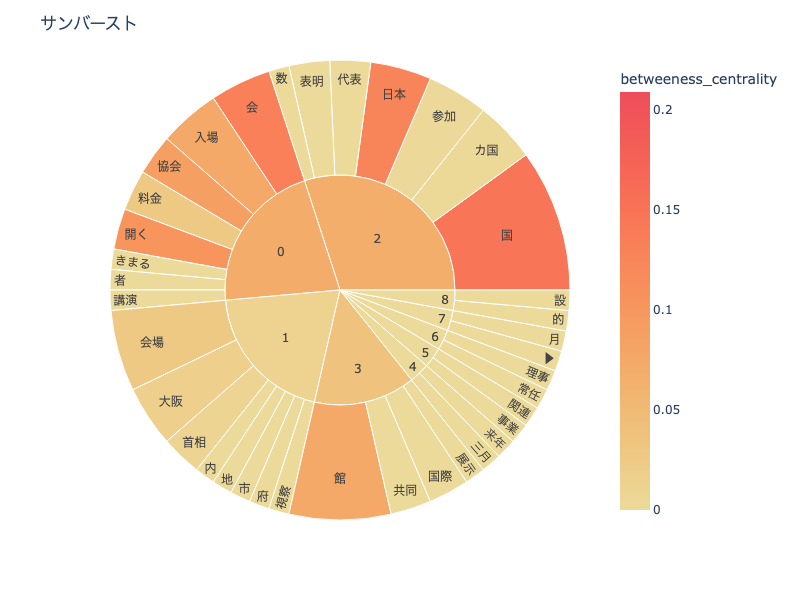 サンバースト
betweeness_centrality
0.2
0.15
0.1
0.05
0
2
国
カ国
参加
日本
代表
表明
数
0
会
入場
協会
料金
開く
きまる
者
1
講演
会場
大阪
首相
内
地
市
府
視察
3
館
共同
国際
4
展示
三月
5
来年
事業
6
関連
常任
7
理事
▶
8
月
的
設